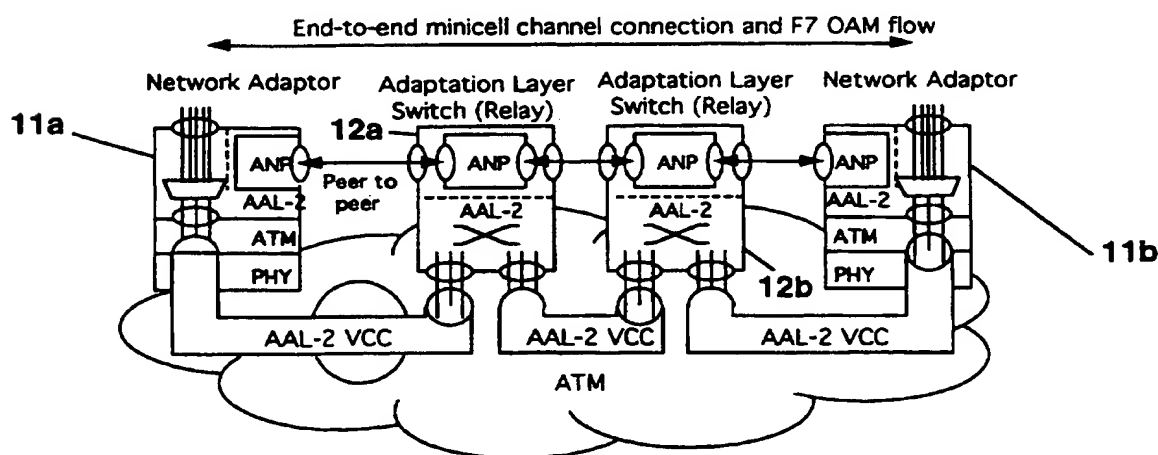 End-to-end minicell channel connection and F7 OAM flow
Network Adaptor
Adaptation Layer
Switch (Relay)
Adaptation Layer
Switch (Relay)
Network Adaptor
11a
12a
ANP
Peer to
peer
ANP
ANP
ANP
AAL-2
AAL-2
AAL-2
AAL-2
ATM
ATM
11b
PHY
PHY
12b
AAL-2 VCC
AAL-2 VCC
AAL-2 VCC
ATM